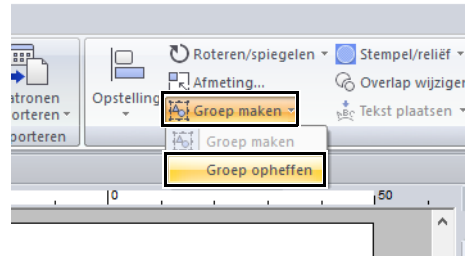 Roteren/spiegelen
Stempel/reliëf
Afmeting...
Overlap wijziger
atronen
orteren
Opstelling
Groep maken
Tekst plaatsen
porteren
Groep maken
Groep opheffen
0
50